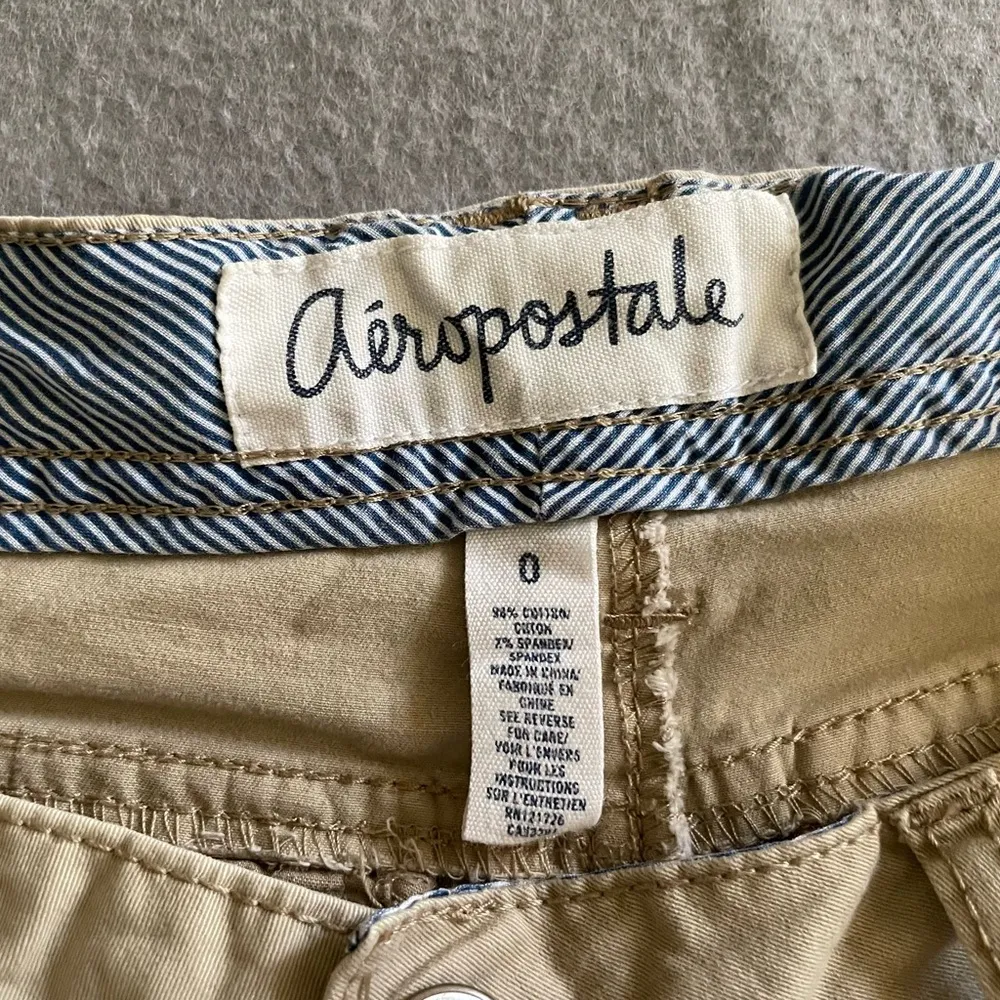 aéropostale
0
98% COTTON/
COTON
2% SPANDEX/
SPANDEX
MADE IN CHINA/
FABRIQUÉ EN
CHINE
SEE REVERSE
FOR CARE/
VOIR L'ENVERS
POUR LES
INSTRUCTIONS
SUR L'ENTRETIEN
RN121726